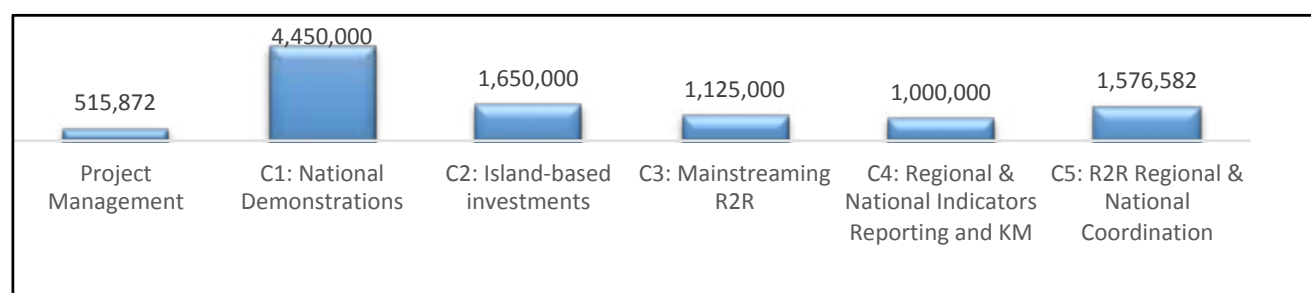 4,450,000
1,650,000
1,576,582
1,125,000
1,000,000
515,872
Project
Management
C1: National
Demonstrations
C2: Island-based
investments
C3: Mainstreaming
R2R
C4: Regional &
National Indicators
Reporting and KM
C5: R2R Regional &
National
Coordination